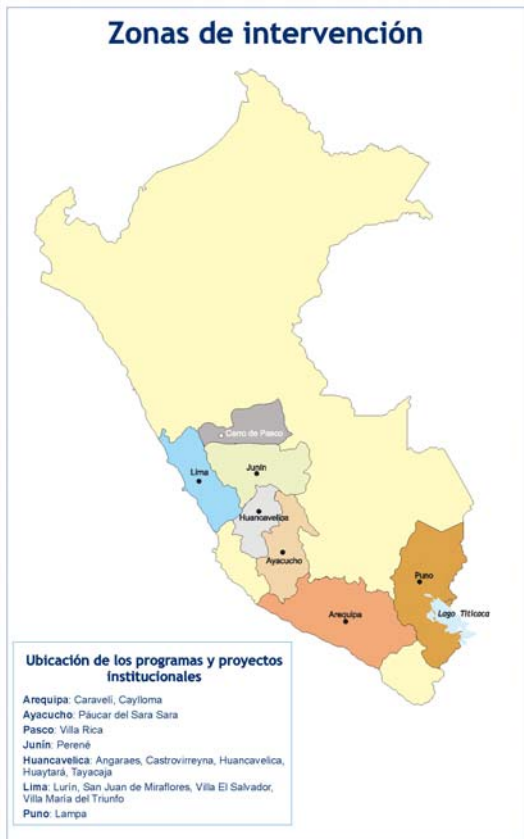 Zonas de intervención
Cerro de Pasco
Junín
Lima
Huancavelica
Ayacucho
Puno
Lago Titicaca
Arequipa
Ubicación de los programas y proyectos
institucionales
Arequipa: Caravelí, Caylloma
Ayacucho: Páucar del Sara Sara
Pasco: Villa Rica
Junín: Perené
Huancavelica: Angaraes, Castrovirreyna, Huancavelica,
Huaytará, Tayacaja
Lima: Lurín, San Juan de Miraflores, Villa El Salvador,
Villa María del Triunfo
Puno: Lampa